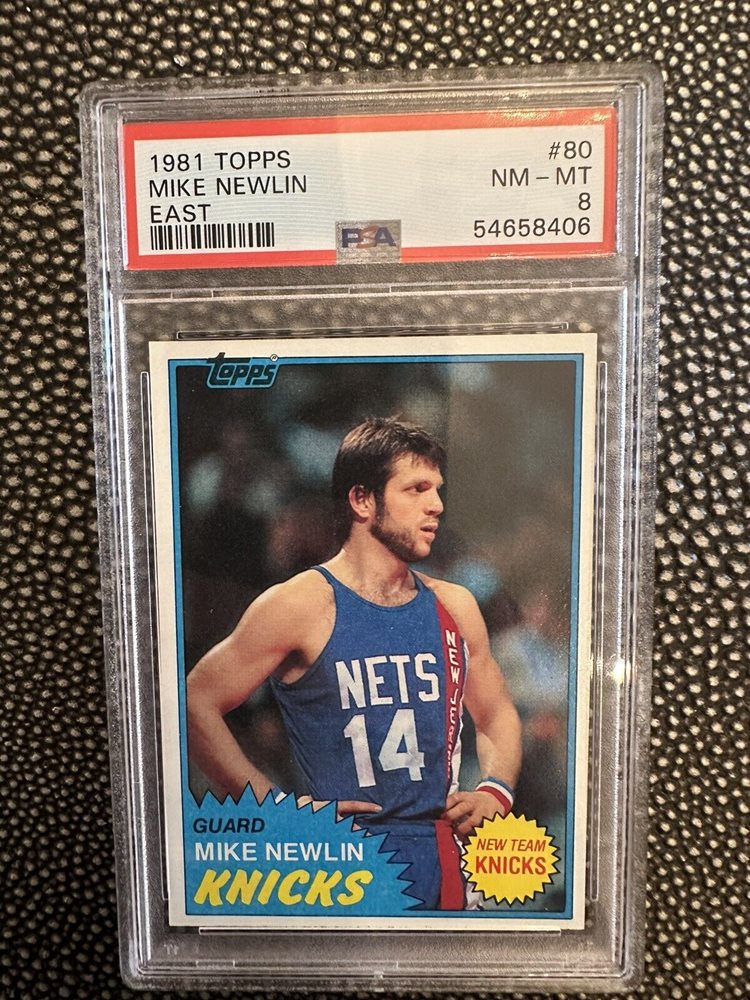 1981 TOPPS #80
MIKE NEWLIN NM - MT
EAST 8
PSA 54658406
TOPPS®
NEW JER
NETS
14
GUARD
MIKE NEWLIN
KNICKS
NEW TEAM
KNICKS